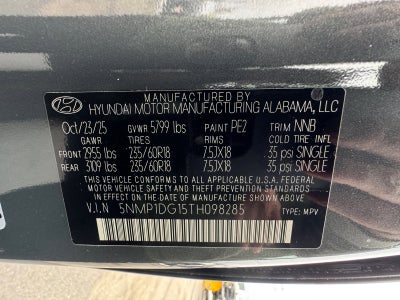 MANUFACTURED BY
HYUNDAI MOTOR MANUFACTURING ALABAMA, LLC
Oct/23/25 GVWR 5799 lbs PAINT PE2 TRIM NNB
GAWR TIRES RIMS COLD TIRE INFL
FRONT 2955 lbs 235/60R18 7.5JX18 35 psi SINGLE
REAR 3109 lbs 235/60R18 7.5JX18 35 psi SINGLE
THIS VEHICLE CONFORMS TO ALL APPLICABLE U.S.A. FEDERAL
MOTOR VEHICLE SAFETY, BUMPER, AND THEFT PREVENTION STANDARDS
IN EFFECT ON THE DATE OF MANUFACTURE SHOWN ABOVE
V.I.N 5NMP1DG15TH098285 TYPE: MPV